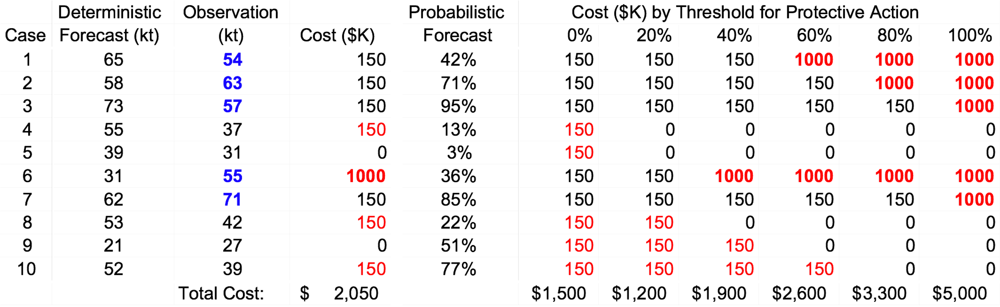 Deterministic Observation Probabilistic Cost ($K) by Threshold for Protective Action
Case Forecast (kt) (kt) Cost ($K) Forecast 0% 20% 40% 60% 80% 100%
1 65 54 150 42% 150 150 150 1000 1000 1000
2 58 63 150 71% 150 150 150 150 1000 1000
3 73 57 150 95% 150 150 150 150 150 1000
4 55 37 150 13% 150 0 0 0 0 0
5 39 31 0 3% 150 0 0 0 0 0
6 31 55 1000 36% 150 150 1000 1000 1000 1000
7 62 71 150 85% 150 150 150 150 150 1000
8 53 42 150 22% 150 150 0 0 0 0
9 21 27 0 51% 150 150 150 0 0 0
10 52 39 150 77% 150 150 150 150 0 0
Total Cost: $ 2,050 $1,500 $1,200 $1,900 $2,600 $3,300 $5,000